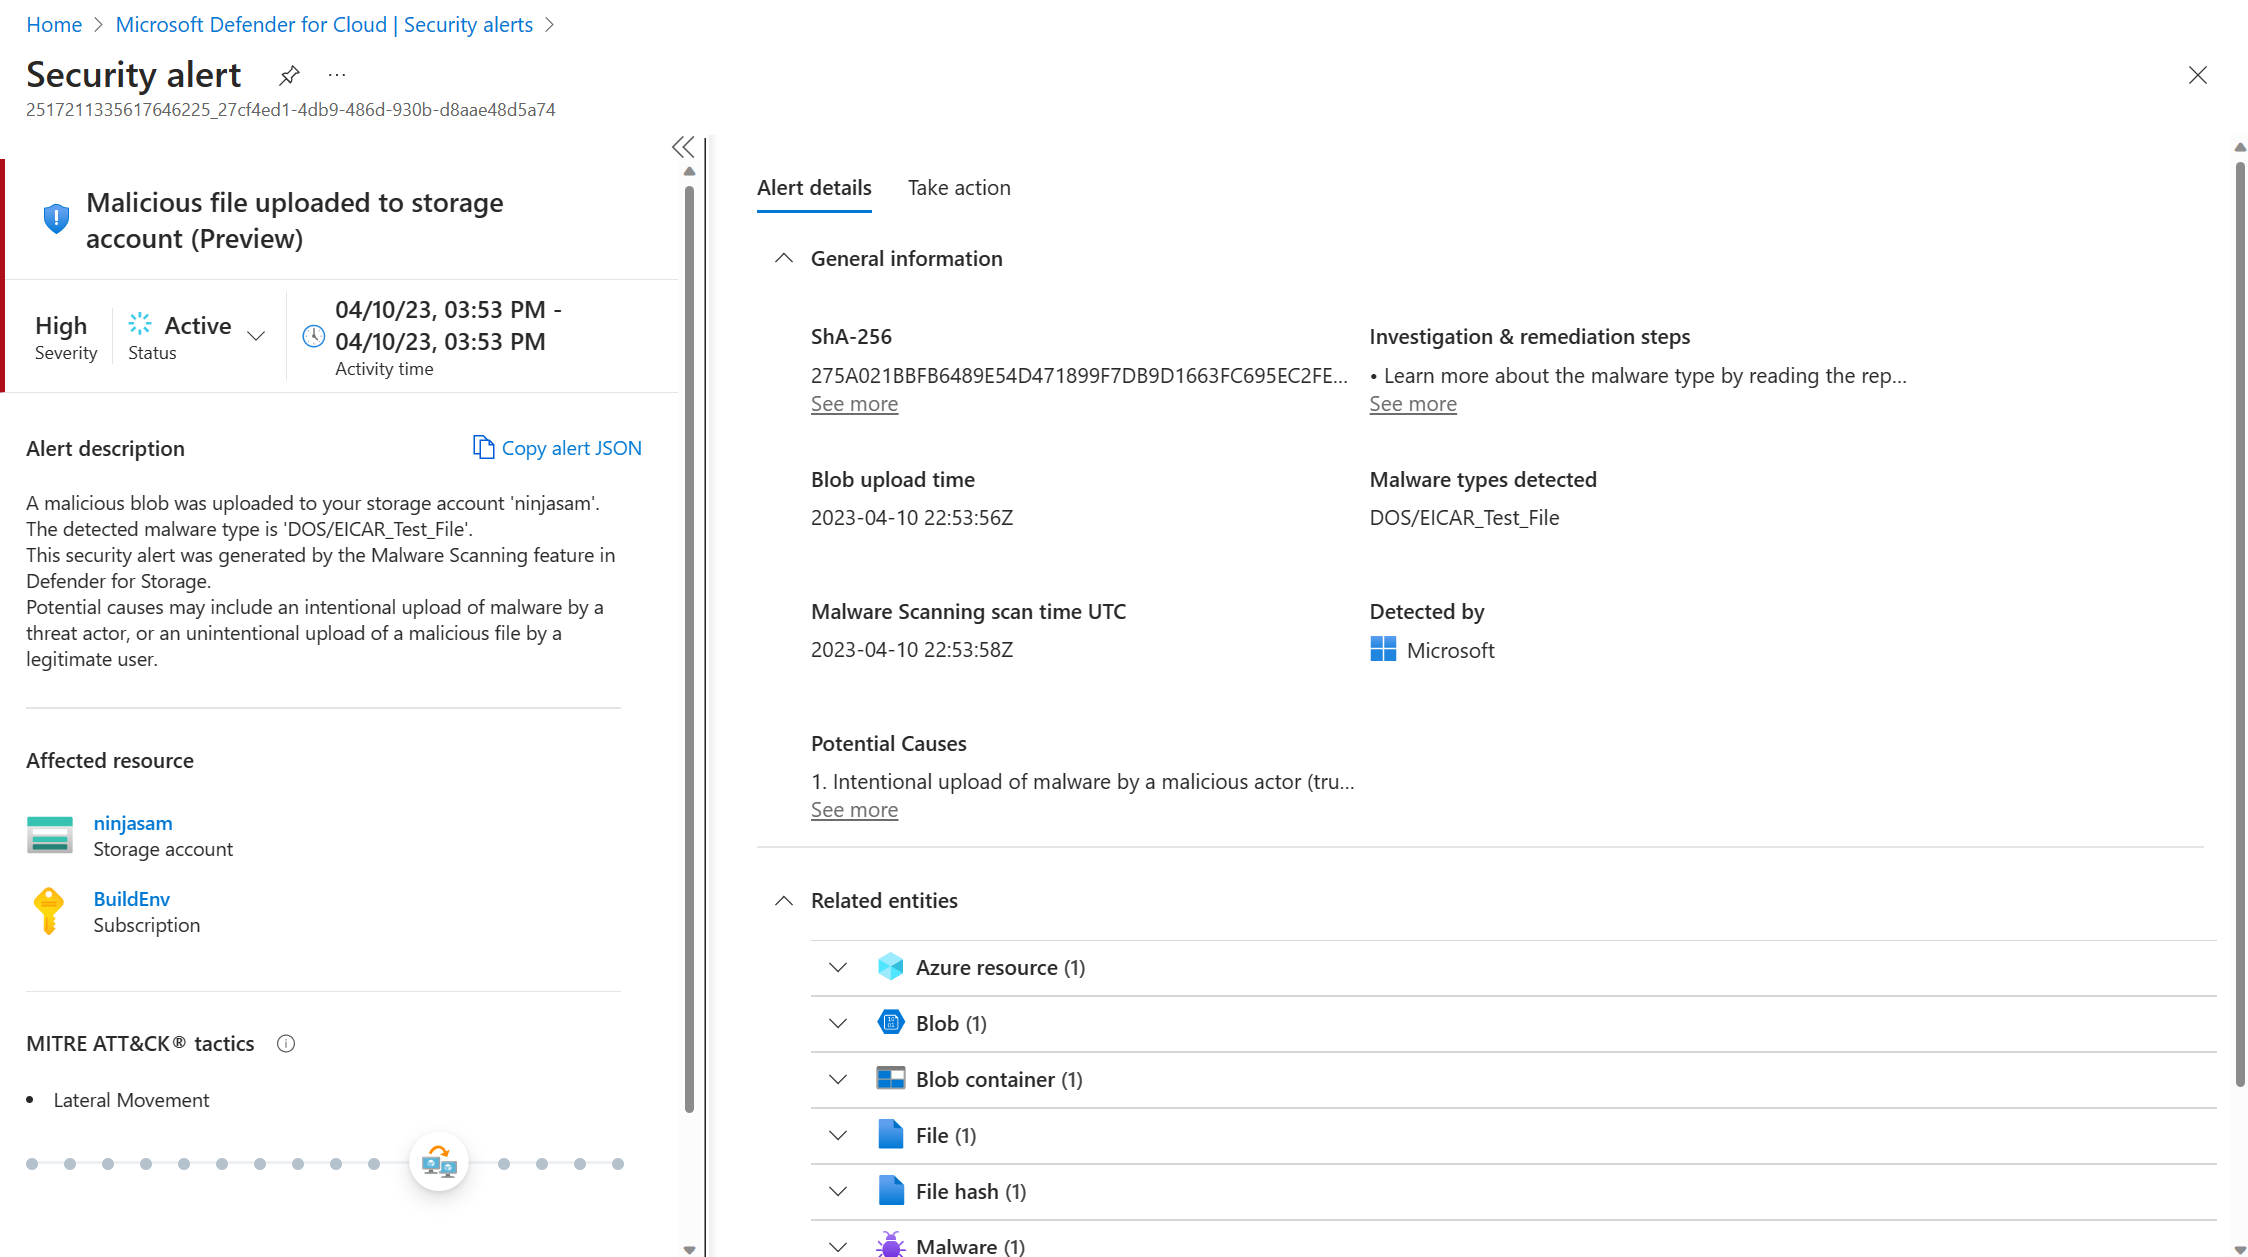 Home > Microsoft Defender for Cloud | Security alerts >
Security alert ...
2517211335617646225_27cf4ed1-4db9-486d-930b-d8aae48d5a74
Malicious file uploaded to storage
account (Preview)
High
Severity
Active
Status
04/10/23, 03:53 PM -
04/10/23, 03:53 PM
Activity time
Alert description
Copy alert JSON
A malicious blob was uploaded to your storage account 'ninjasam'.
The detected malware type is 'DOS/EICAR_Test_File'.
This security alert was generated by the Malware Scanning feature in
Defender for Storage.
Potential causes may include an intentional upload of malware by a
threat actor, or an unintentional upload of a malicious file by a
legitimate user.
Affected resource
ninjasam
Storage account
BuildEnv
Subscription
MITRE ATT&CK® tactics
• Lateral Movement
Alert details
Take action
General information
ShA-256
275A021BBFB6489E54D471899F7DB9D1663FC695EC2FE...
See more
Investigation & remediation steps
• Learn more about the malware type by reading the rep...
See more
Blob upload time
2023-04-10 22:53:56Z
Malware types detected
DOS/EICAR_Test_File
Malware Scanning scan time UTC
2023-04-10 22:53:58Z
Detected by
Microsoft
Potential Causes
1. Intentional upload of malware by a malicious actor (tru...
See more
Related entities
Azure resource (1)
Blob (1)
Blob container (1)
File (1)
File hash (1)
Malware (1)